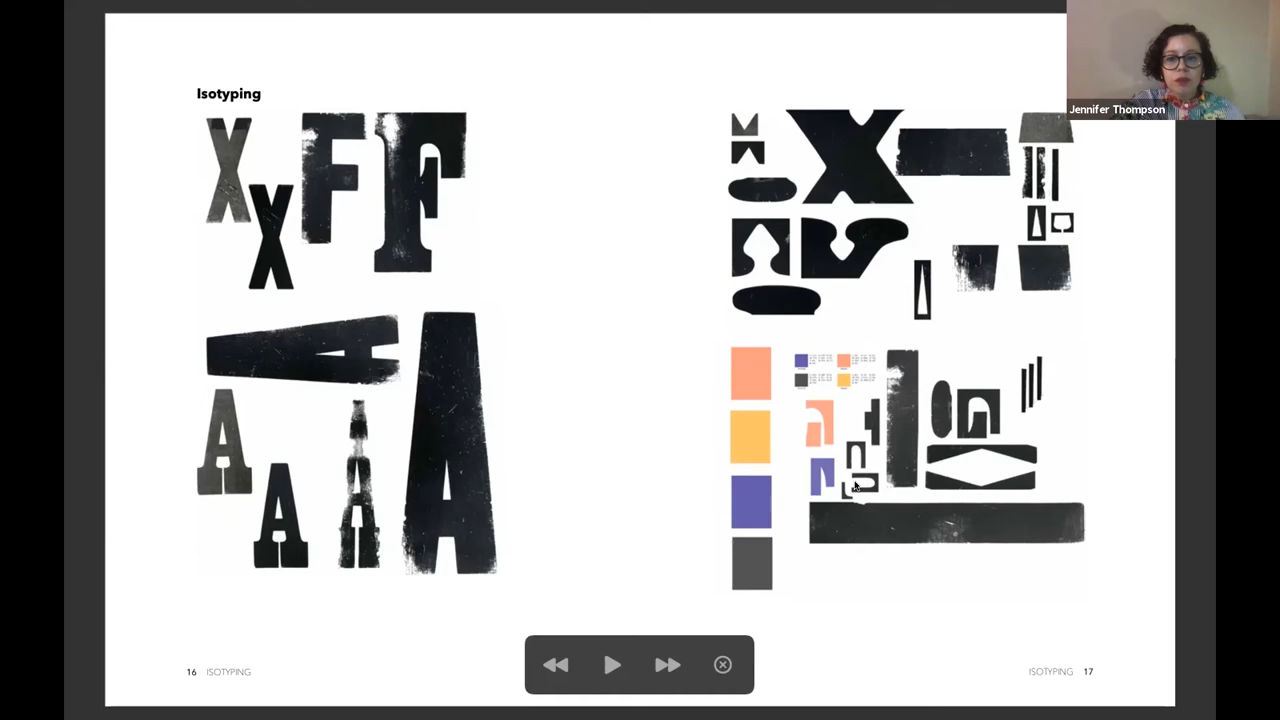 Isotyping
Jennifer Thompson
X F F
X
A
A A
A A
X
16 ISOTYPING
ISOTYPING 17